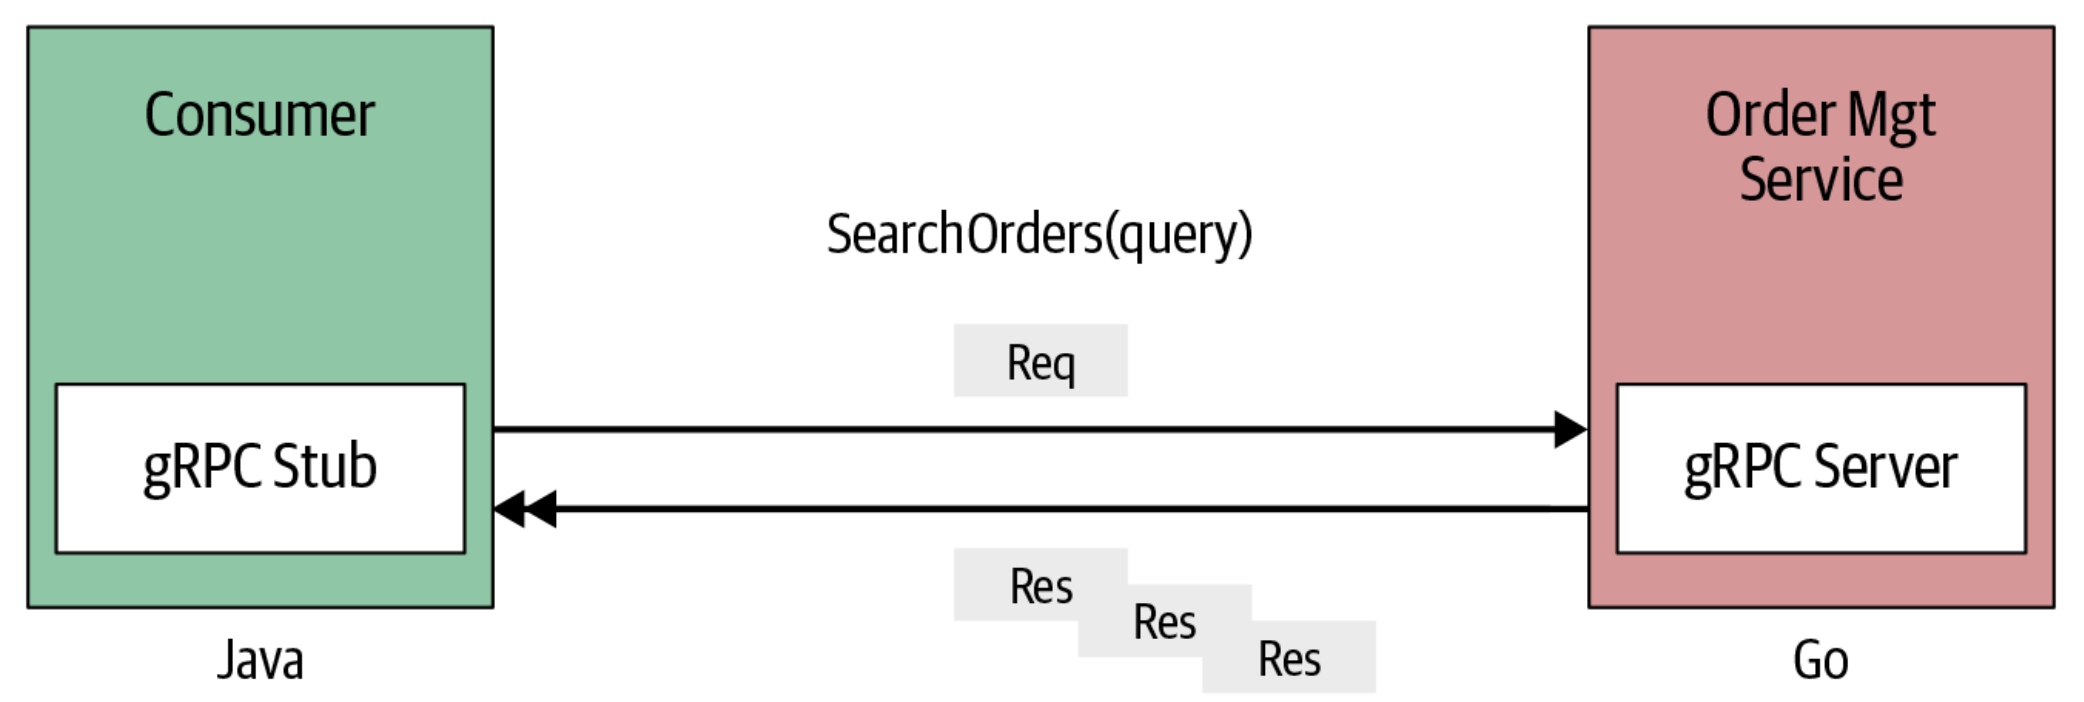 Consumer
Order Mgt
Service
SearchOrders(query)
Req
gRPC Stub
gRPC Server
Res
Res
Res
Java
Go